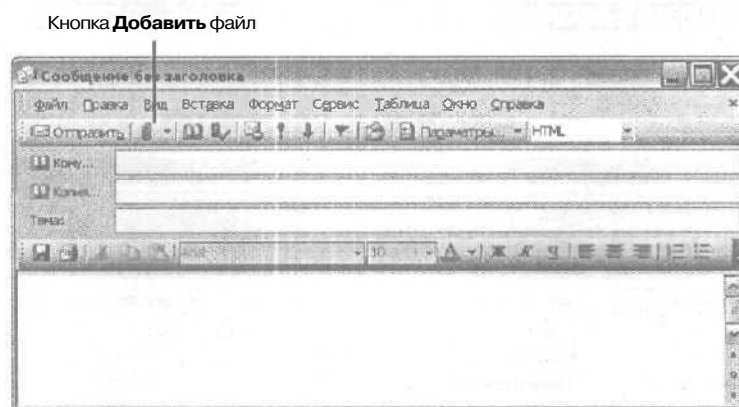 Кнопка Добавить файл
Сообщение без заголовка
Файл Правка Вид Вставка Формат Сервис Таблица Окно Справка
Отправить Параметры... HTML
Кому...
Копия...
Тема:
Arial 10 Ж К Ч